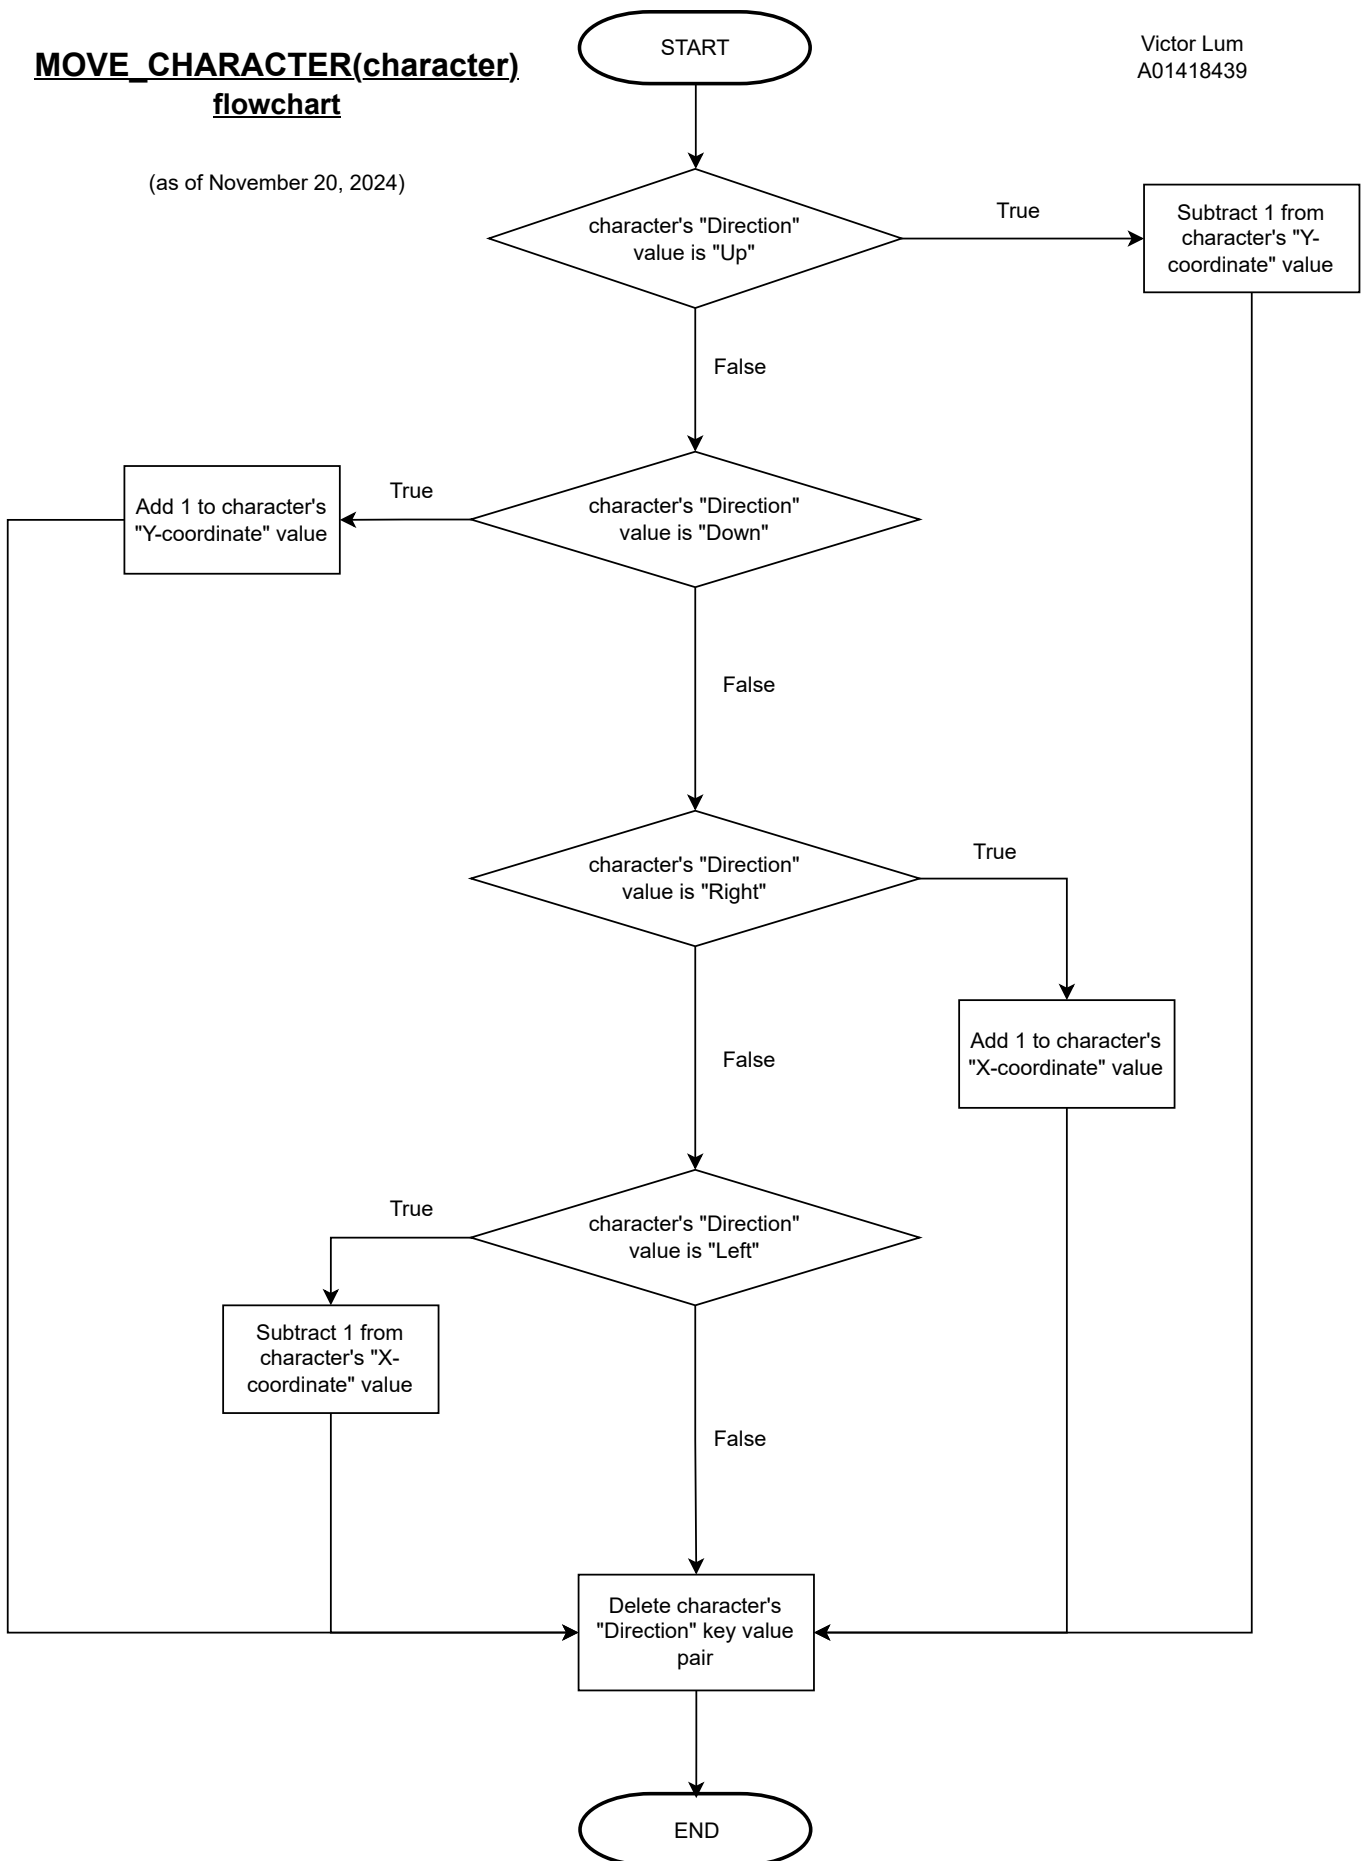 MOVE_CHARACTER(character)
flowchart
(as of November 20, 2024)
START
Victor Lum
A01418439
character's "Direction"
value is "Up"
True
Subtract 1 from
character's "Y-
coordinate" value
False
Add 1 to character's
"Y-coordinate" value
True
character's "Direction"
value is "Down"
False
character's "Direction"
value is "Right"
True
Add 1 to character's
"X-coordinate" value
False
True
character's "Direction"
value is "Left"
Subtract 1 from
character's "X-
coordinate" value
False
Delete character's
"Direction" key value
pair
END